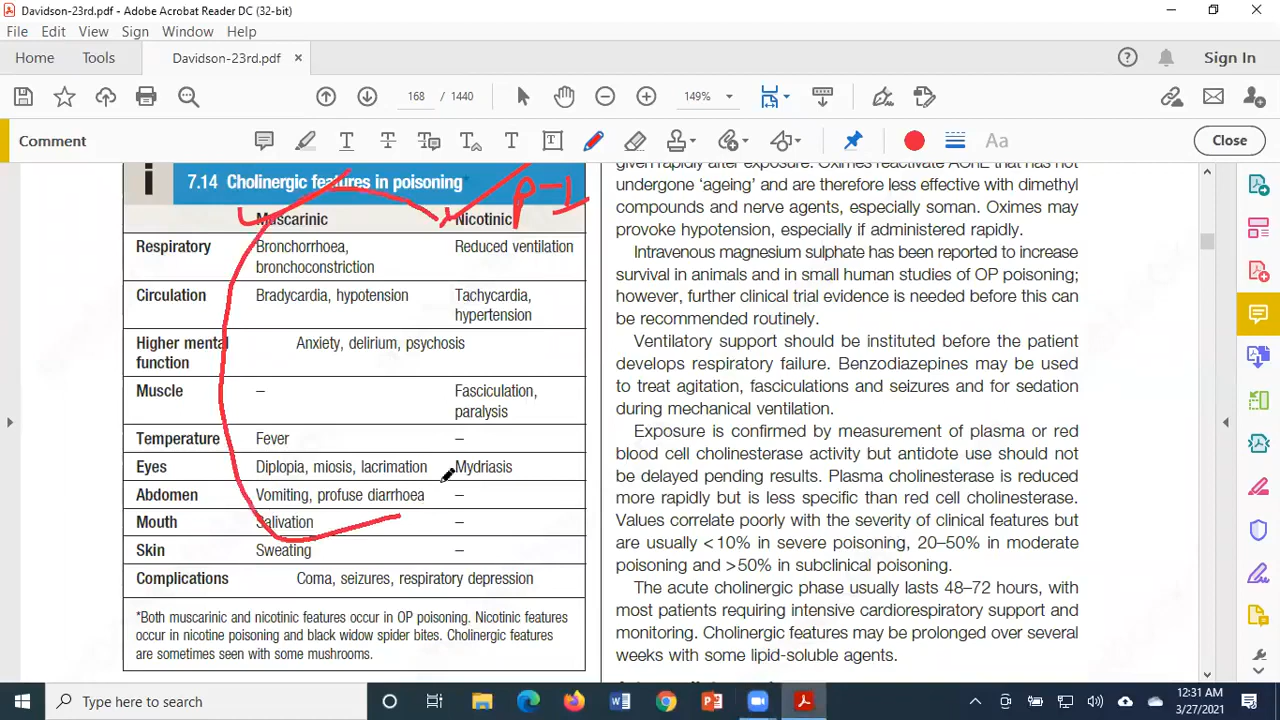 Davidson-23rd.pdf - Adobe Acrobat Reader DC (32-bit)
File Edit View Sign Window Help
Home Tools Davidson-23rd.pdf × Sign In
168 / 1440 149%
Comment Aa Close
i 7.14 Cholinergic features in poisoning*
P-1
Muscarinic Nicotinic
Respiratory Bronchorrhoea, Reduced ventilation
bronchoconstriction
Circulation Bradycardia, hypotension Tachycardia,
hypertension
Higher mental Anxiety, delirium, psychosis
function
Muscle – Fasciculation,
paralysis
Temperature Fever –
Eyes Diplopia, miosis, lacrimation Mydriasis
Abdomen Vomiting, profuse diarrhoea –
Mouth Salivation –
Skin Sweating –
Complications Coma, seizures, respiratory depression
*Both muscarinic and nicotinic features occur in OP poisoning. Nicotinic features
occur in nicotine poisoning and black widow spider bites. Cholinergic features
are sometimes seen with some mushrooms.
given rapidly after exposure. Oximes reactivate AChE that has not
undergone ‘ageing’ and are therefore less effective with dimethyl
compounds and nerve agents, especially soman. Oximes may
provoke hypotension, especially if administered rapidly.
Intravenous magnesium sulphate has been reported to increase
survival in animals and in small human studies of OP poisoning;
however, further clinical trial evidence is needed before this can
be recommended routinely.
Ventilatory support should be instituted before the patient
develops respiratory failure. Benzodiazepines may be used
to treat agitation, fasciculations and seizures and for sedation
during mechanical ventilation.
Exposure is confirmed by measurement of plasma or red
blood cell cholinesterase activity but antidote use should not
be delayed pending results. Plasma cholinesterase is reduced
more rapidly but is less specific than red cell cholinesterase.
Values correlate poorly with the severity of clinical features but
are usually <10% in severe poisoning, 20–50% in moderate
poisoning and >50% in subclinical poisoning.
The acute cholinergic phase usually lasts 48–72 hours, with
most patients requiring intensive cardiorespiratory support and
monitoring. Cholinergic features may be prolonged over several
weeks with some lipid-soluble agents.
Type here to search
12:31 AM
3/27/2021